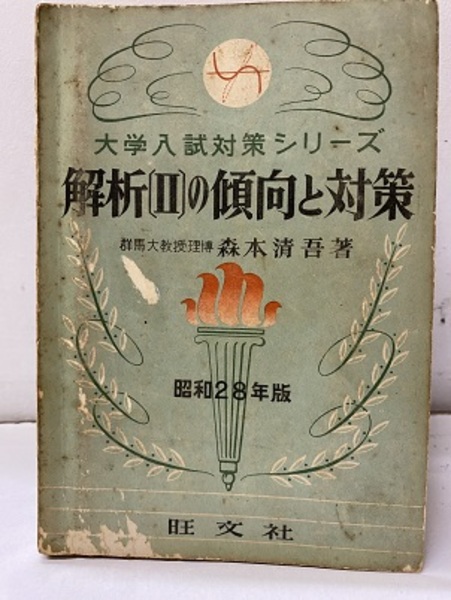 大学入試対策シリーズ
解析〔II〕の傾向と対策
群馬大教授理博 森本清吾著
昭和28年版
旺文社